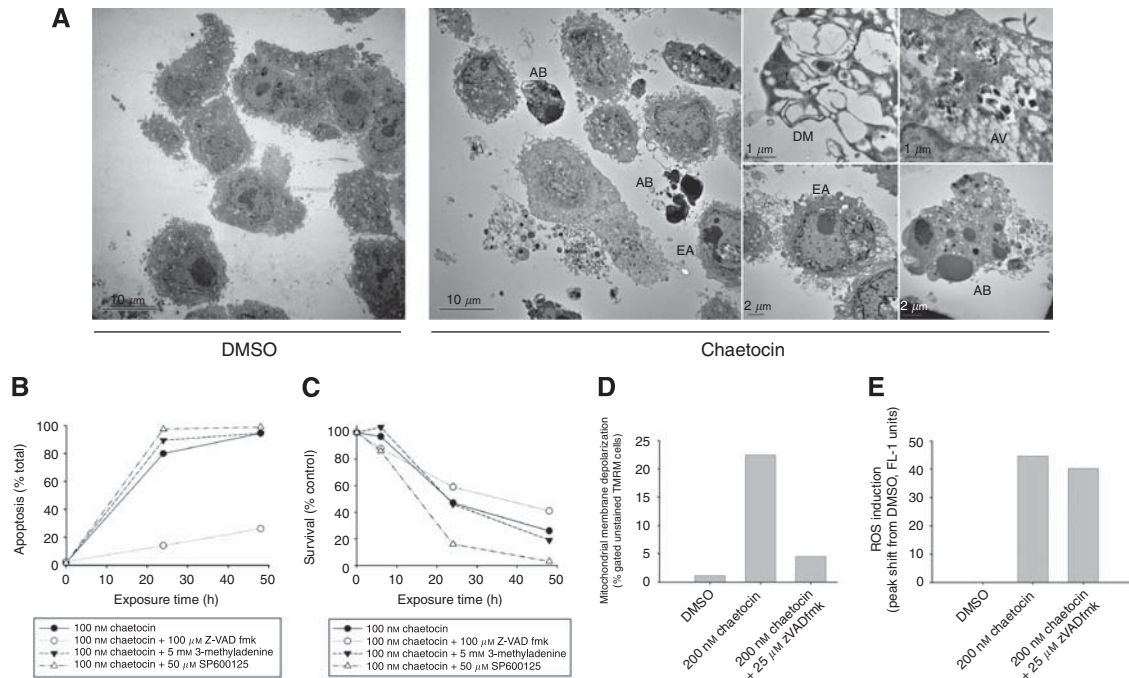 A
10 μm
DMSO
AB
AB
EA
10 μm
DM
1 μm
AV
1 μm
EA
2 μm
AB
2 μm
Chaetocin
B
Apoptosis (% total)
100
80
60
40
20
0
0 10 20 30 40 50
Exposure time (h)
100 nM chaetocin
100 nM chaetocin + 100 μM Z-VAD fmk
100 nM chaetocin + 5 mM 3-methyladenine
100 nM chaetocin + 50 μM SP600125
C
Survival (% control)
100
80
60
40
20
0
0 10 20 30 40 50
Exposure time (h)
100 nM chaetocin
100 nM chaetocin + 100 μM Z-VAD fmk
100 nM chaetocin + 5 mM 3-methyladenine
100 nM chaetocin + 50 μM SP600125
D
Mitochondrial membrane depolarization
(% gated unstained TMRM cells)
25
20
15
10
5
0
DMSO
200 nM chaetocin
200 nM chaetocin
+ 25 μM zVADfmk
E
ROS induction
(peak shift from DMSO, FL-1 units)
50
40
30
20
10
0
DMSO
200 nM chaetocin
200 nM chaetocin
+ 25 μM zVADfmk